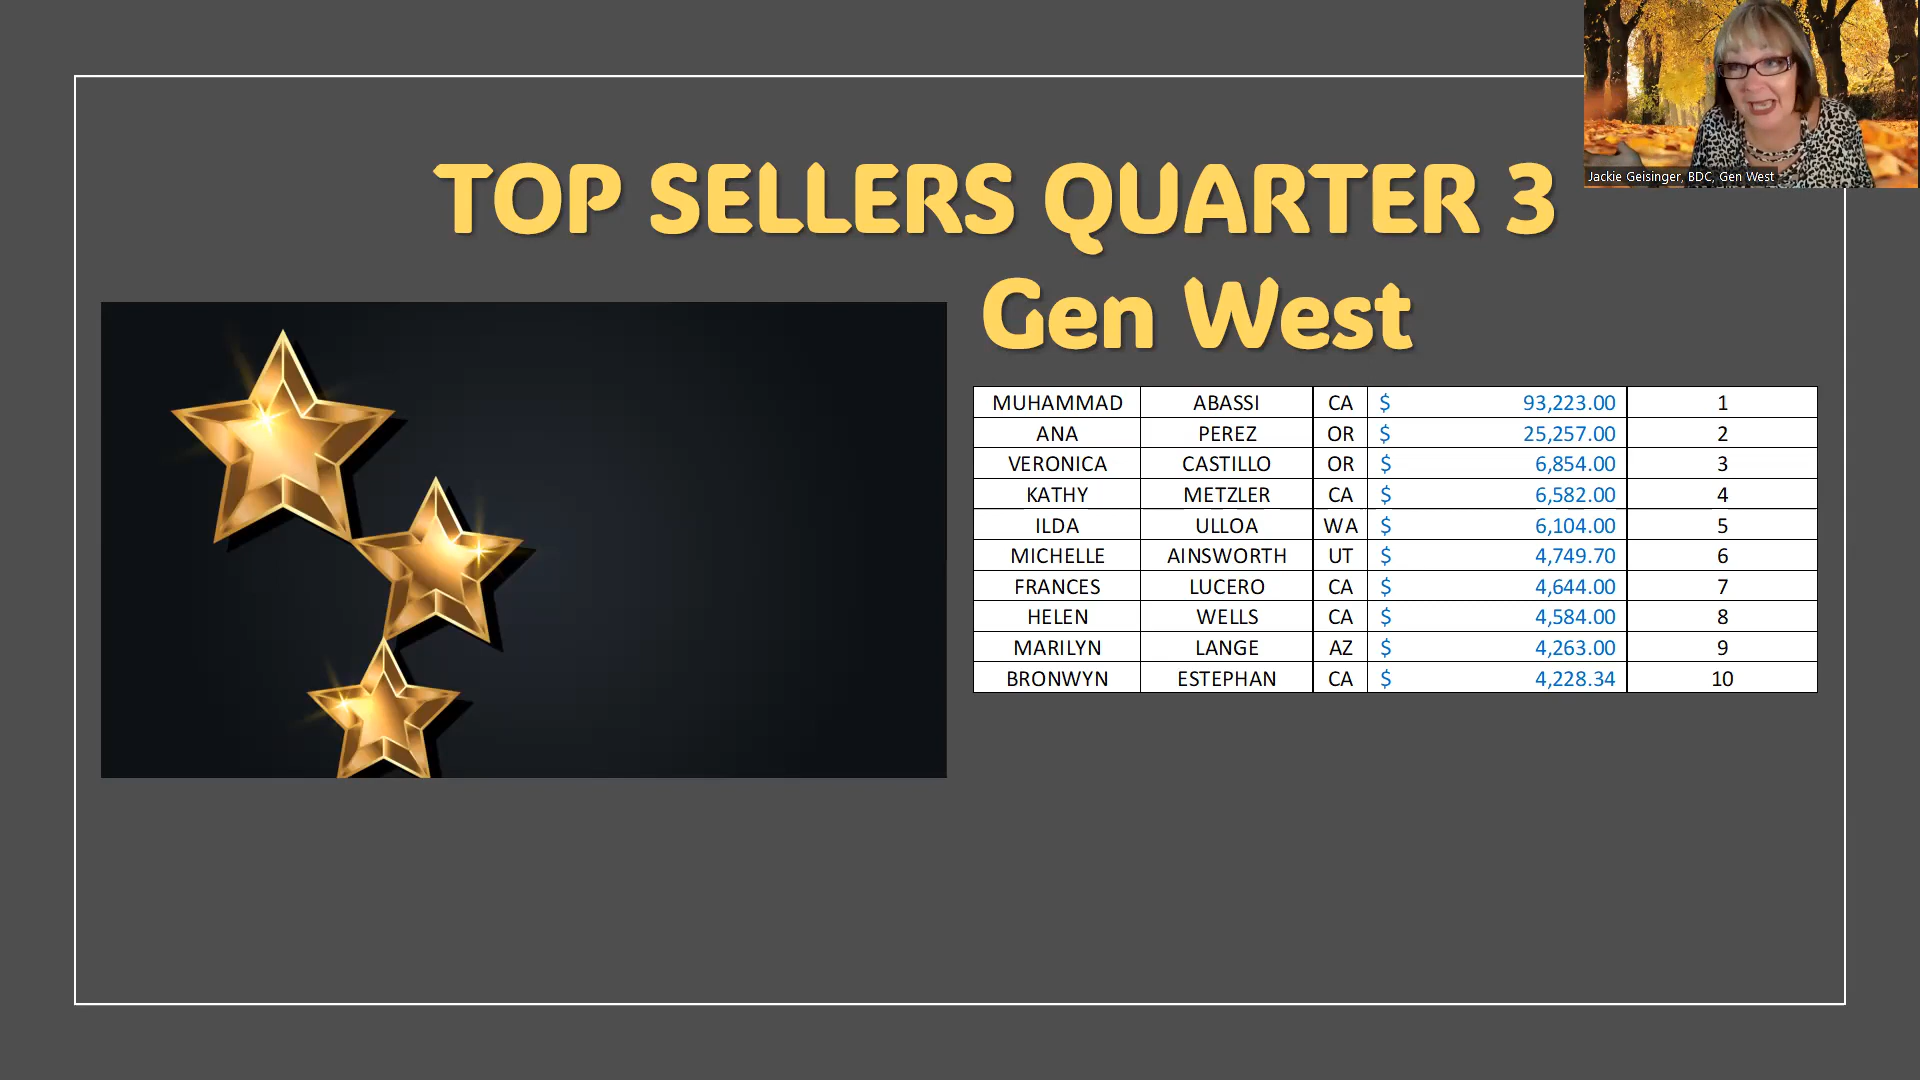 Jackie Geisinger, BDC, Gen West
TOP SELLERS QUARTER 3
Gen West
MUHAMMAD ABASSI CA $ 93,223.00 1
ANA PEREZ OR $ 25,257.00 2
VERONICA CASTILLO OR $ 6,854.00 3
KATHY METZLER CA $ 6,582.00 4
ILDA ULLOA WA $ 6,104.00 5
MICHELLE AINSWORTH UT $ 4,749.70 6
FRANCES LUCERO CA $ 4,644.00 7
HELEN WELLS CA $ 4,584.00 8
MARILYN LANGE AZ $ 4,263.00 9
BRONWYN ESTEPHAN CA $ 4,228.34 10